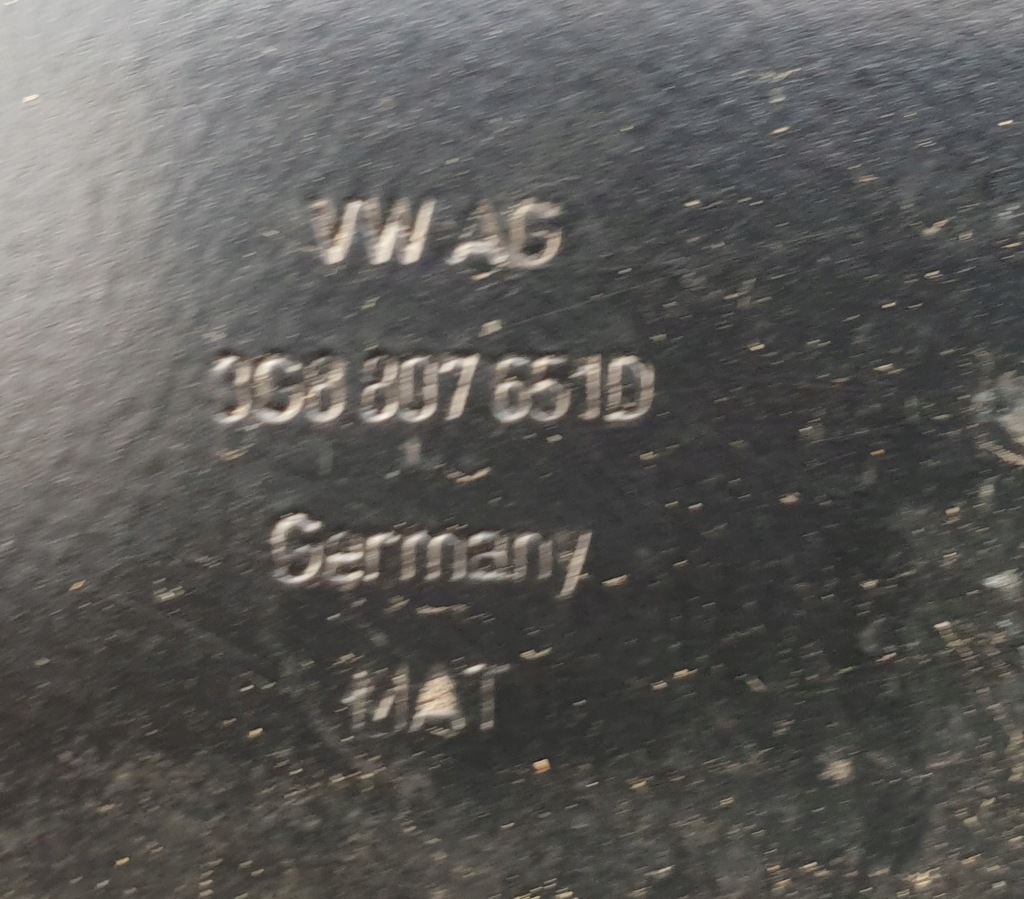 VW AG
3G8 807 651D
Germany
MAT